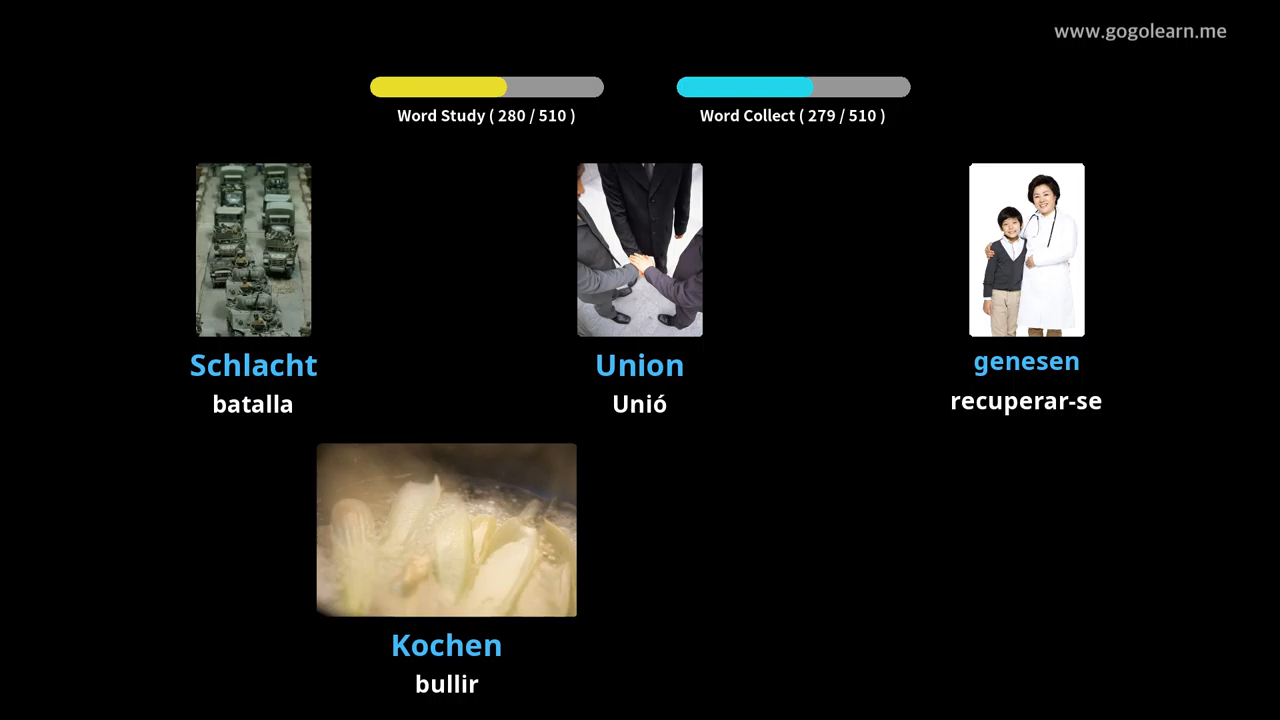 www.gogolearn.me
Word Study ( 280 / 510 )
Word Collect ( 279 / 510 )
Schlacht
batalla
Union
Unió
genesen
recuperar-se
Kochen
bullir